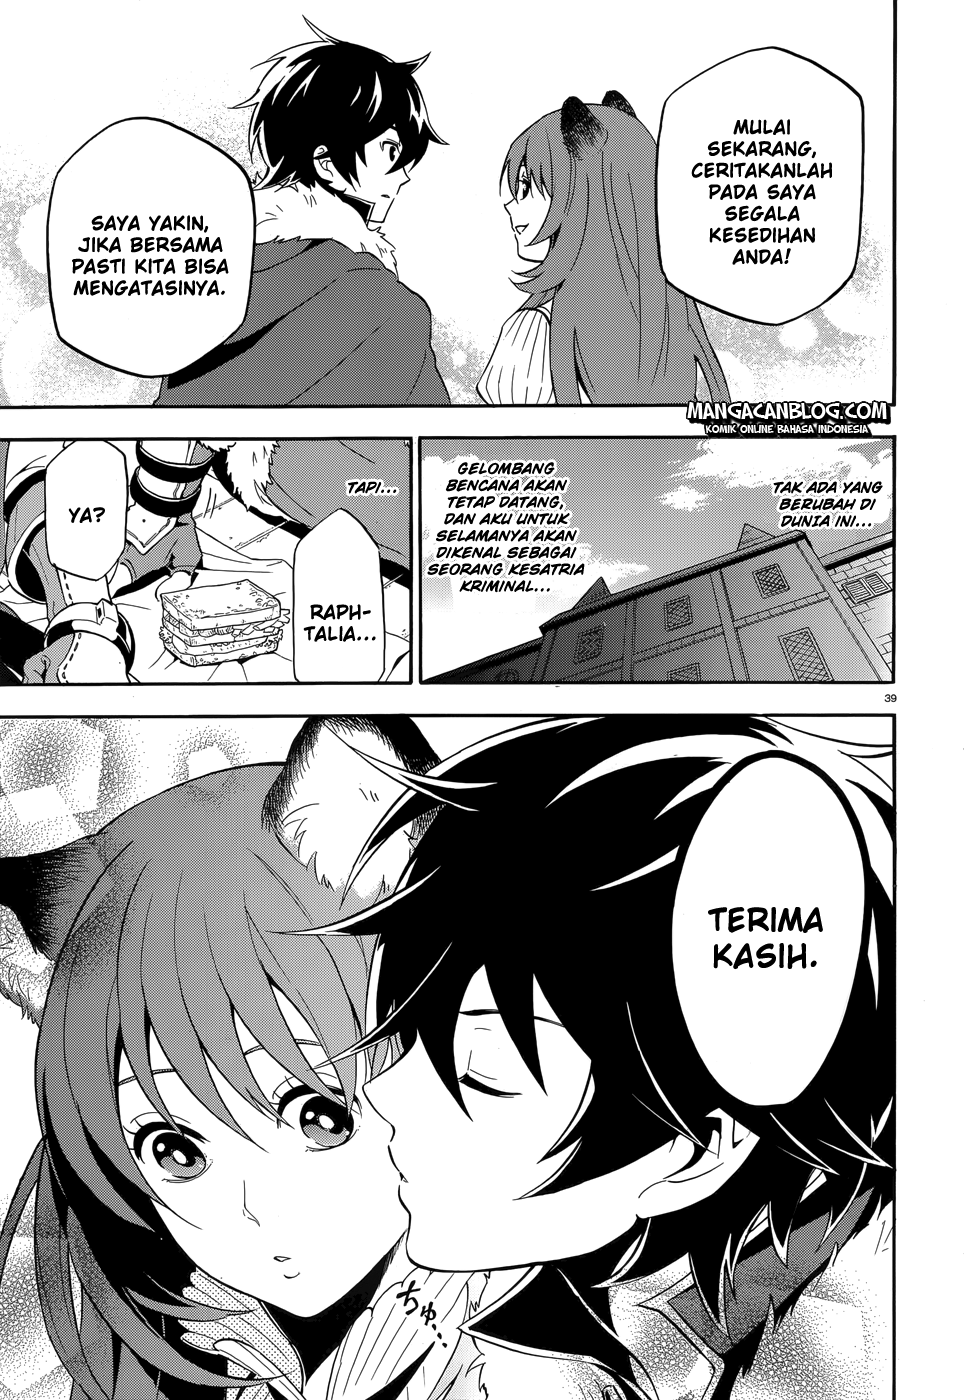 MULAI
SEKARANG,
CERITAKANLAH
PADA SAYA
SEGALA
KESEDIHAN
ANDA!
SAYA YAKIN,
JIKA BERSAMA
PASTI KITA BISA
MENGATASINYA.
MANGACANBLOG.COM
KOMIK ONLINE BAHASA INDONESIA
TAK ADA YANG
BERUBAH DI
DUNIA INI...
GELOMBANG
BENCANA AKAN
TETAP DATANG,
DAN AKU UNTUK
SELAMANYA AKAN
DIKENAL SEBAGAI
SEORANG KESATRIA
KRIMINAL...
TAPI...
RAPH-
TALIA...
YA?
39
TERIMA
KASIH.
ちゅ...